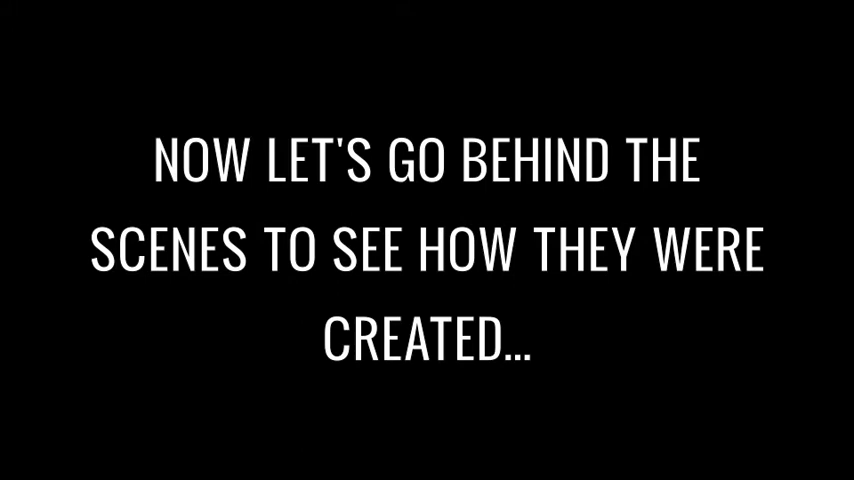 NOW LET'S GO BEHIND THE
SCENES TO SEE HOW THEY WERE
CREATED...